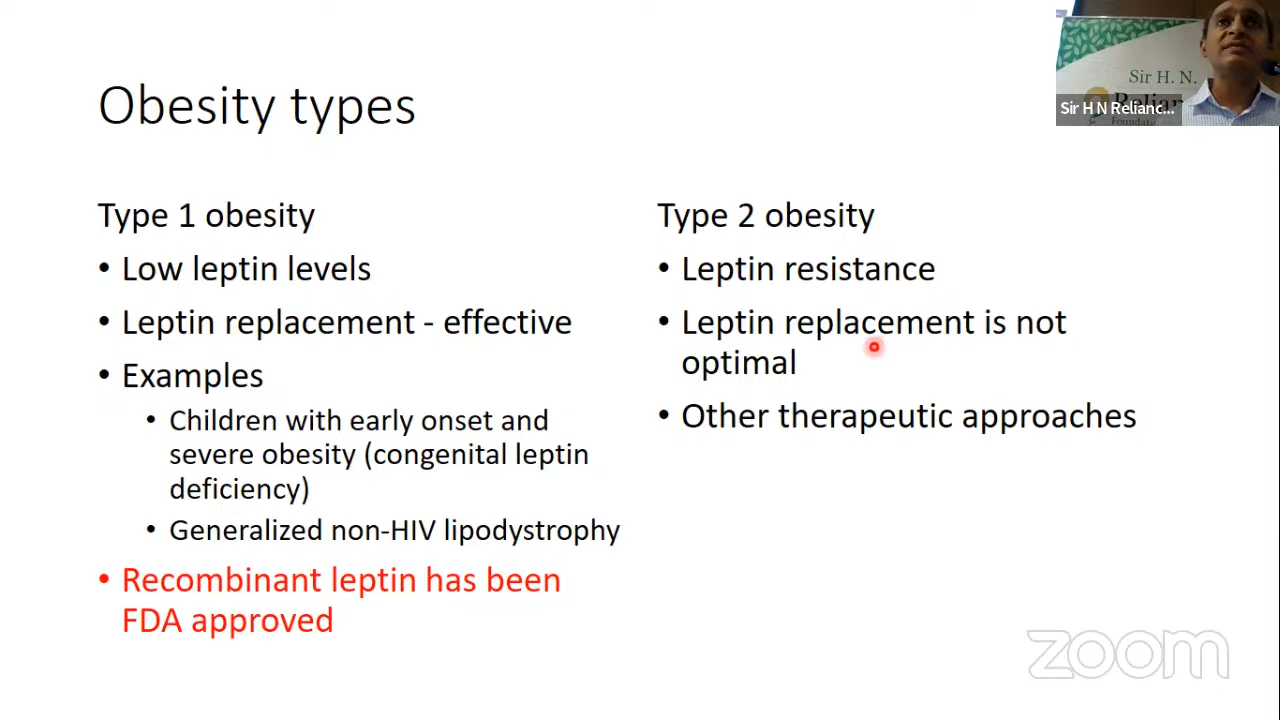 Obesity types
Sir H. N.
Sir H N Relianc...
Type 1 obesity
• Low leptin levels
• Leptin replacement - effective
• Examples
• Children with early onset and
severe obesity (congenital leptin
deficiency)
• Generalized non-HIV lipodystrophy
• Recombinant leptin has been
FDA approved
Type 2 obesity
• Leptin resistance
• Leptin replacement is not
optimal
• Other therapeutic approaches
zoom